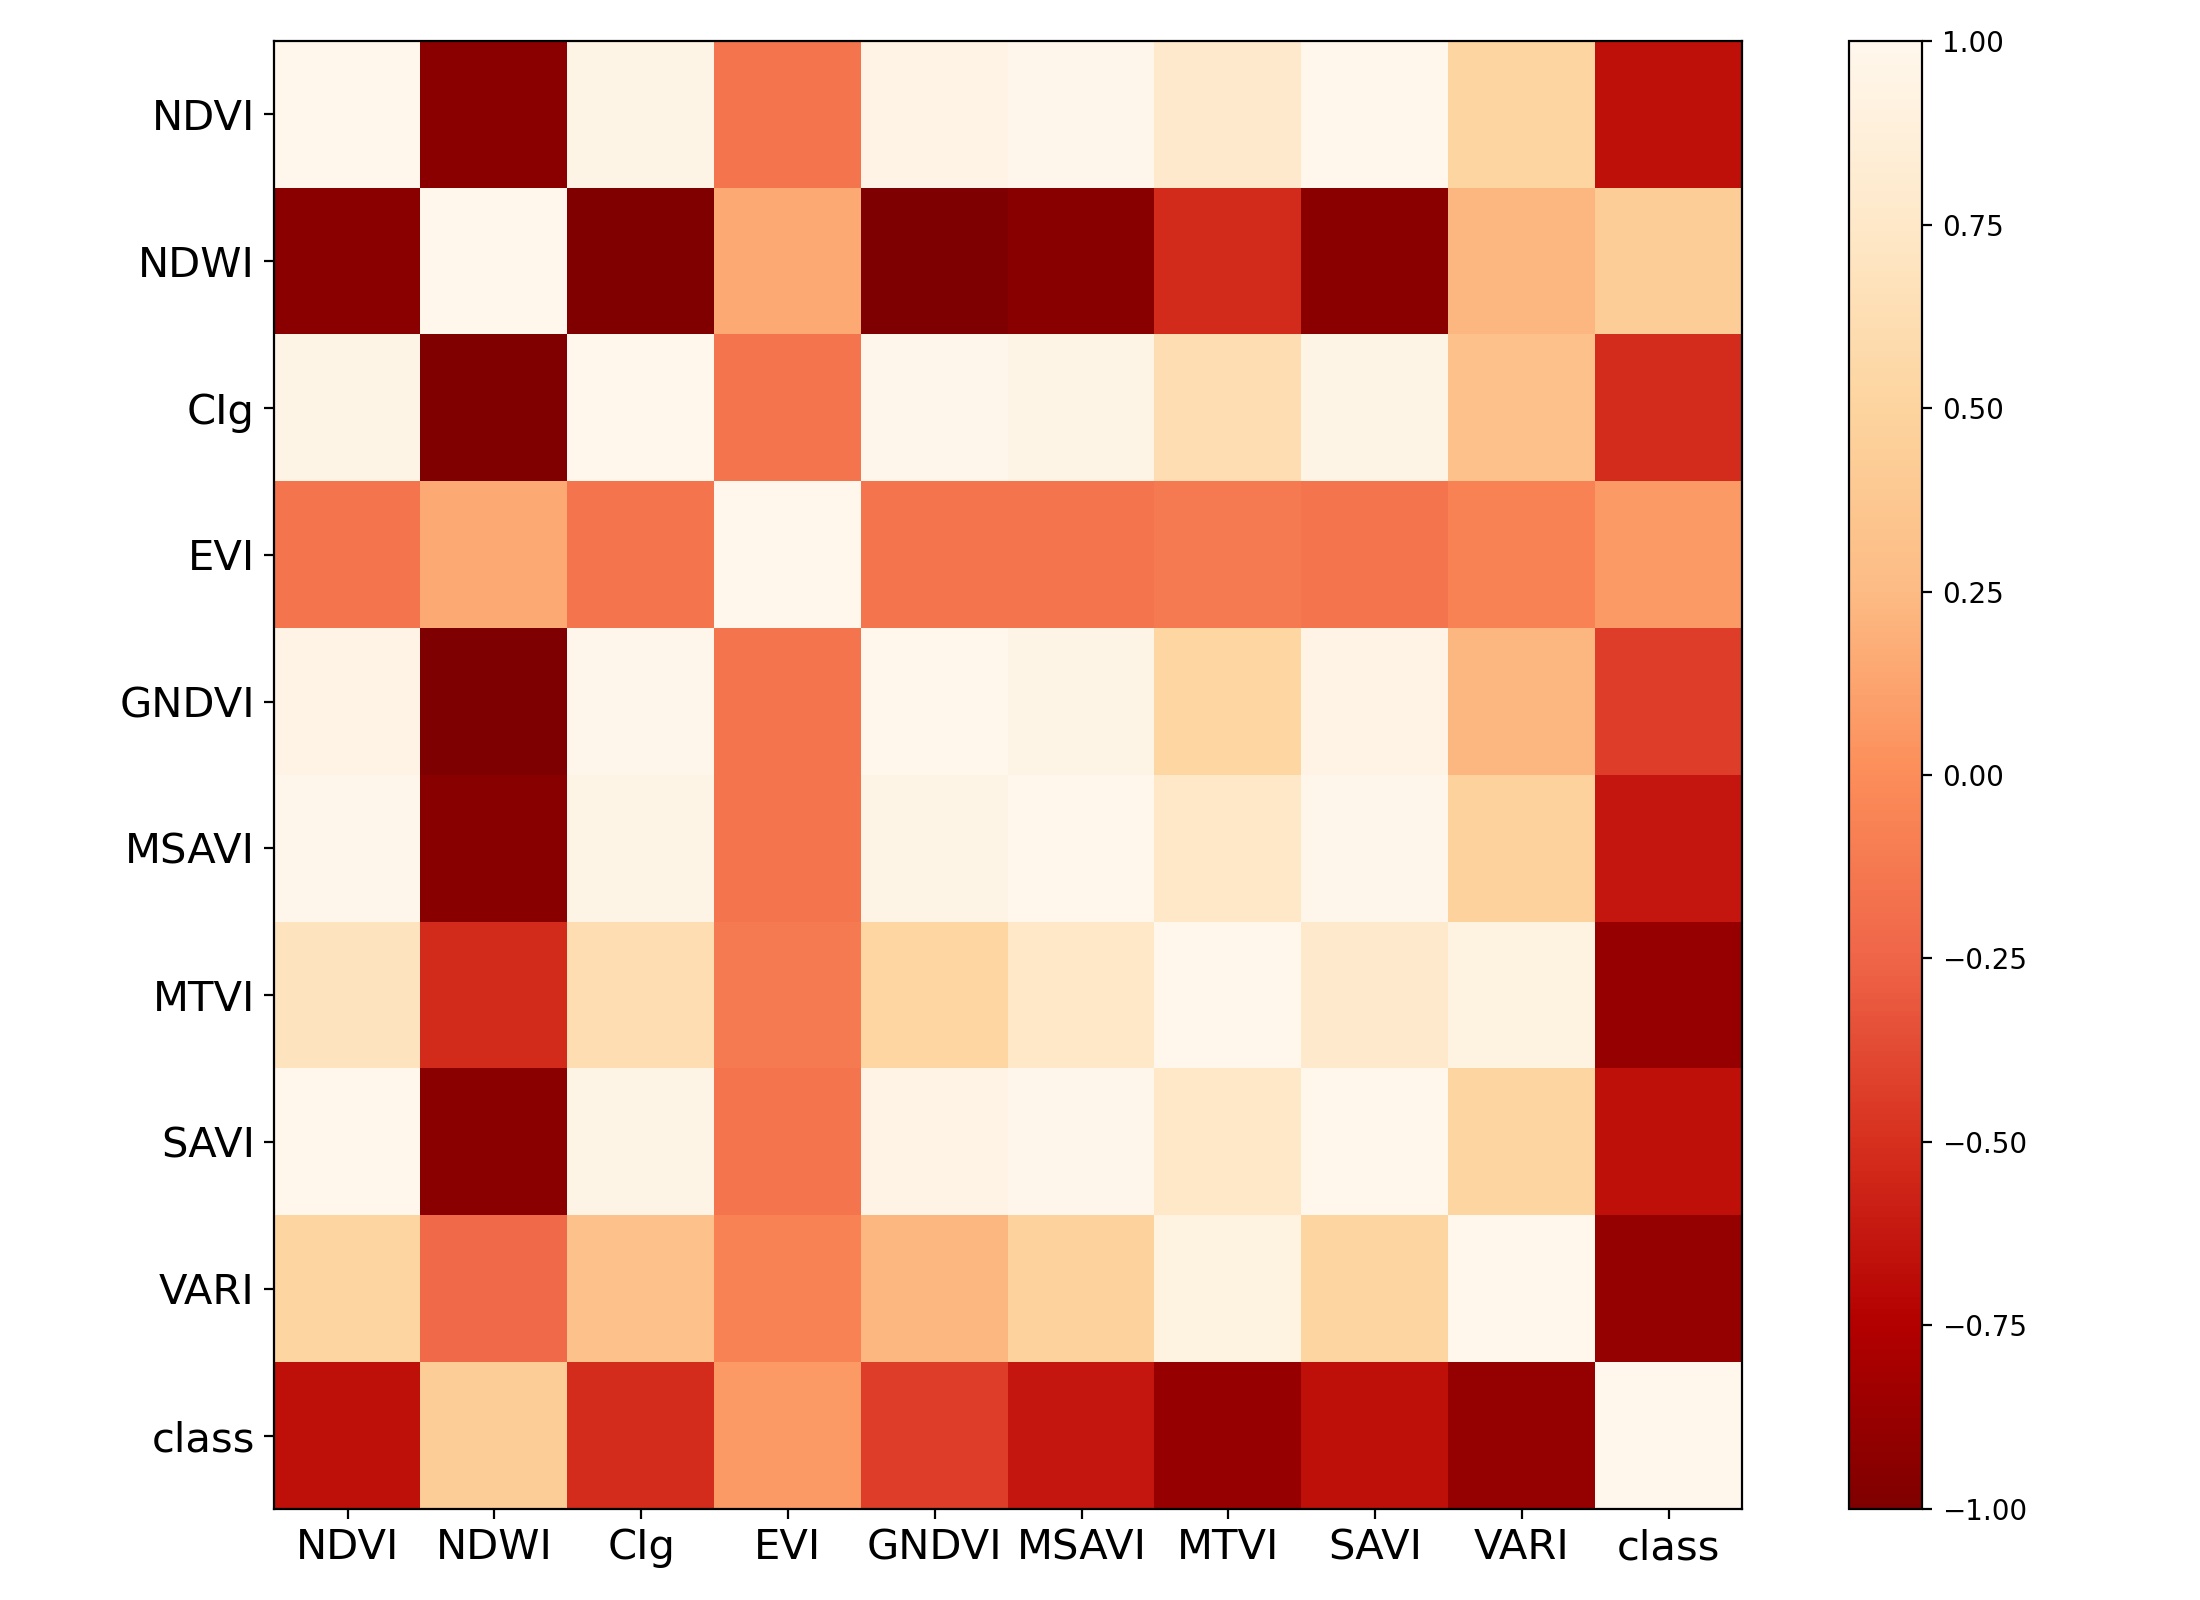 NDVI
NDWI
CIg
EVI
GNDVI
MSAVI
MTVI
SAVI
VARI
class
NDVI NDWI CIg EVI GNDVI MSAVI MTVI SAVI VARI class
1.00
0.75
0.50
0.25
0.00
−0.25
−0.50
−0.75
−1.00